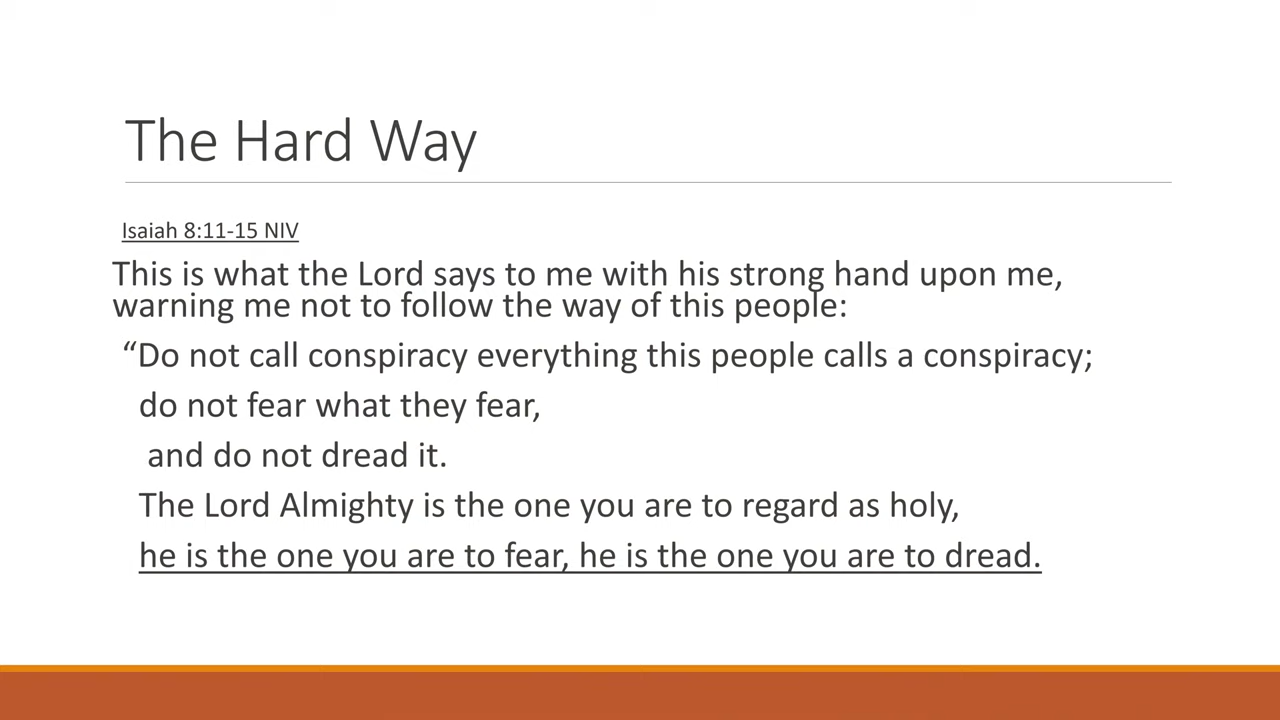 The Hard Way
Isaiah 8:11-15 NIV
This is what the Lord says to me with his strong hand upon me,
warning me not to follow the way of this people:
“Do not call conspiracy everything this people calls a conspiracy;
do not fear what they fear,
and do not dread it.
The Lord Almighty is the one you are to regard as holy,
he is the one you are to fear, he is the one you are to dread.